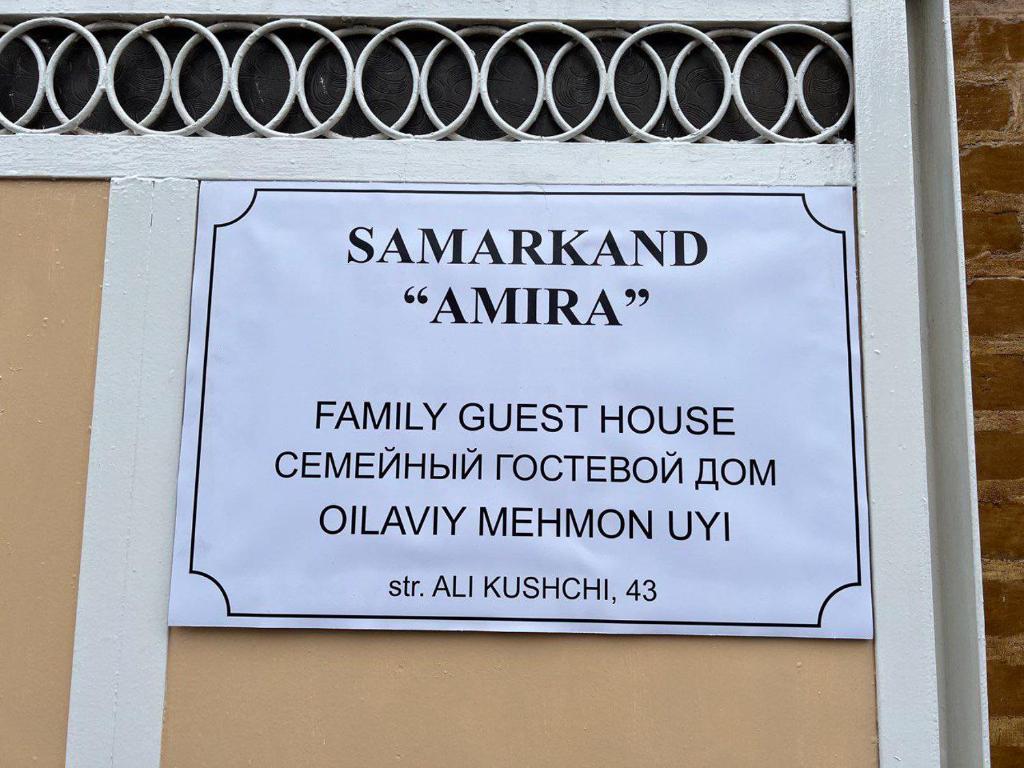 SAMARKAND
“AMIRA”
FAMILY GUEST HOUSE
СЕМЕЙНЫЙ ГОСТЕВОЙ ДОМ
OILAVIY MEHMON UYI
str. ALI KUSHCHI, 43